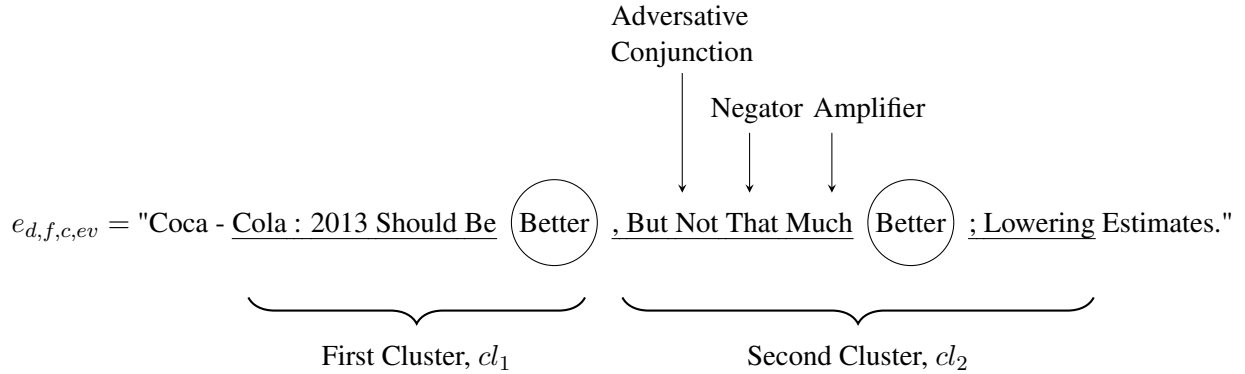 Adversative
Conjunction
Negator Amplifier
e_{d,f,c,ev} = "Coca - Cola : 2013 Should Be Better , But Not That Much Better ; Lowering Estimates."
First Cluster, cl_1 Second Cluster, cl_2